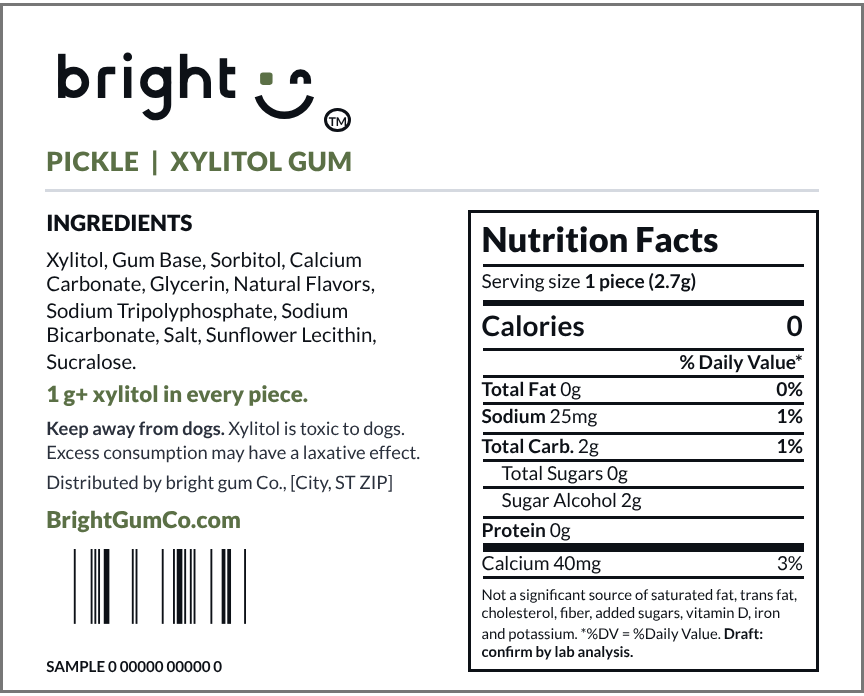 bright
TM
PICKLE | XYLITOL GUM
INGREDIENTS
Xylitol, Gum Base, Sorbitol, Calcium
Carbonate, Glycerin, Natural Flavors,
Sodium Tripolyphosphate, Sodium
Bicarbonate, Salt, Sunflower Lecithin,
Sucralose.
1 g+ xylitol in every piece.
Keep away from dogs. Xylitol is toxic to dogs.
Excess consumption may have a laxative effect.
Distributed by bright gum Co., [City, ST ZIP]
BrightGumCo.com
SAMPLE 0 00000 00000 0
Nutrition Facts
Serving size 1 piece (2.7g)
Calories 0
% Daily Value*
Total Fat 0g 0%
Sodium 25mg 1%
Total Carb. 2g 1%
Total Sugars 0g
Sugar Alcohol 2g
Protein 0g
Calcium 40mg 3%
Not a significant source of saturated fat, trans fat,
cholesterol, fiber, added sugars, vitamin D, iron
and potassium. *%DV = %Daily Value. Draft:
confirm by lab analysis.